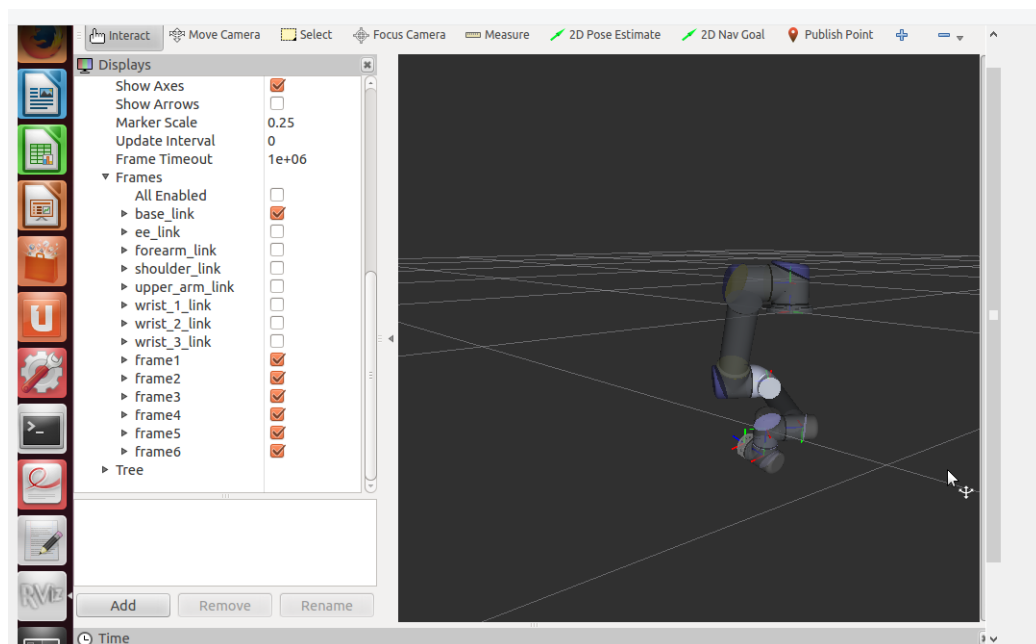 Interact Move Camera Select Focus Camera Measure 2D Pose Estimate 2D Nav Goal Publish Point
Displays
Show Axes
Show Arrows
Marker Scale 0.25
Update Interval 0
Frame Timeout 1e+06
Frames
All Enabled
base_link
ee_link
forearm_link
shoulder_link
upper_arm_link
wrist_1_link
wrist_2_link
wrist_3_link
frame1
frame2
frame3
frame4
frame5
frame6
Tree
RViz
Add Remove Rename
Time